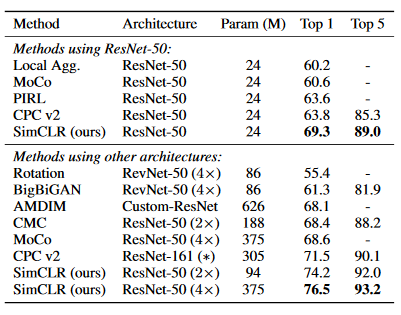 Method Architecture Param (M) Top 1 Top 5
Methods using ResNet-50:
Local Agg. ResNet-50 24 60.2 -
MoCo ResNet-50 24 60.6 -
PIRL ResNet-50 24 63.6 -
CPC v2 ResNet-50 24 63.8 85.3
SimCLR (ours) ResNet-50 24 69.3 89.0
Methods using other architectures:
Rotation RevNet-50 (4×) 86 55.4 -
BigBiGAN RevNet-50 (4×) 86 61.3 81.9
AMDIM Custom-ResNet 626 68.1 -
CMC ResNet-50 (2×) 188 68.4 88.2
MoCo ResNet-50 (4×) 375 68.6 -
CPC v2 ResNet-161 (∗) 305 71.5 90.1
SimCLR (ours) ResNet-50 (2×) 94 74.2 92.0
SimCLR (ours) ResNet-50 (4×) 375 76.5 93.2